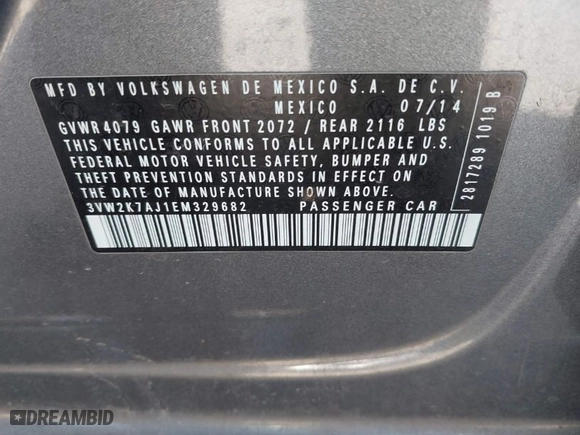 MFD BY VOLKSWAGEN DE MEXICO S.A. DE C.V.
MEXICO 07/14
GVWR 4079 GAWR FRONT 2072 / REAR 2116 LBS
THIS VEHICLE CONFORMS TO ALL APPLICABLE U.S.
FEDERAL MOTOR VEHICLE SAFETY, BUMPER AND
THEFT PREVENTION STANDARDS IN EFFECT ON
THE DATE OF MANUFACTURE SHOWN ABOVE.
3VW2K7AJ1EM329682 PASSENGER CAR
2817289 1019 B
DREAMBID